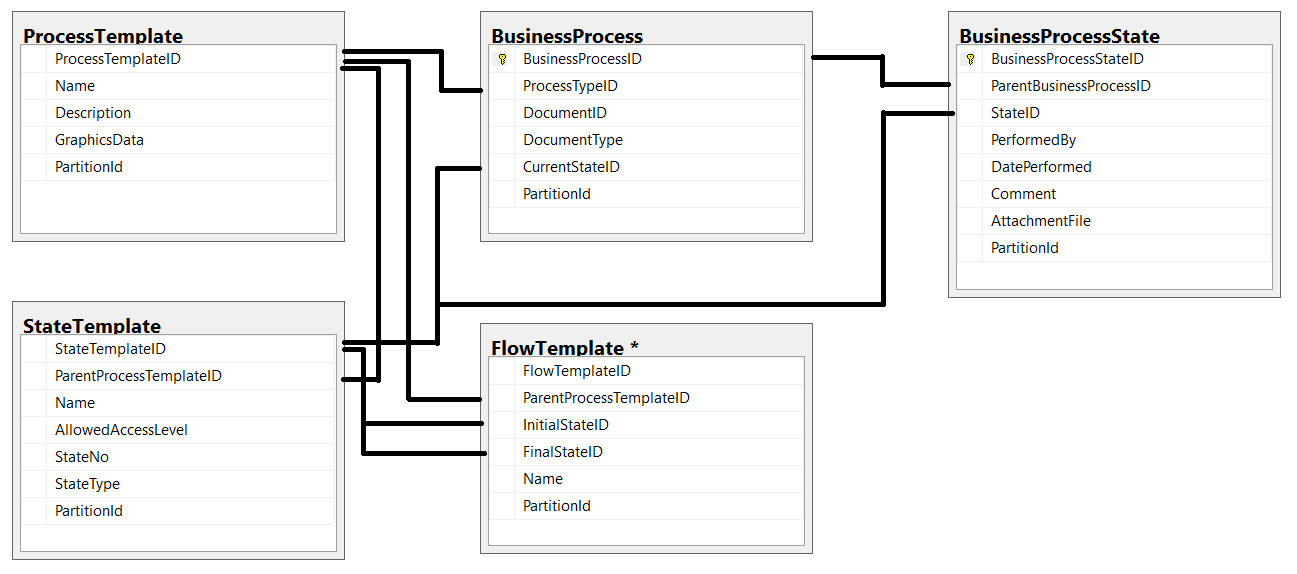 ProcessTemplate
ProcessTemplateID
Name
Description
GraphicsData
PartitionId
BusinessProcess
BusinessProcessID
ProcessTypeID
DocumentID
DocumentType
CurrentStateID
PartitionId
BusinessProcessState
BusinessProcessStateID
ParentBusinessProcessID
StateID
PerformedBy
DatePerformed
Comment
AttachmentFile
PartitionId
StateTemplate
StateTemplateID
ParentProcessTemplateID
Name
AllowedAccessLevel
StateNo
StateType
PartitionId
FlowTemplate *
FlowTemplateID
ParentProcessTemplateID
InitialStateID
FinalStateID
Name
PartitionId